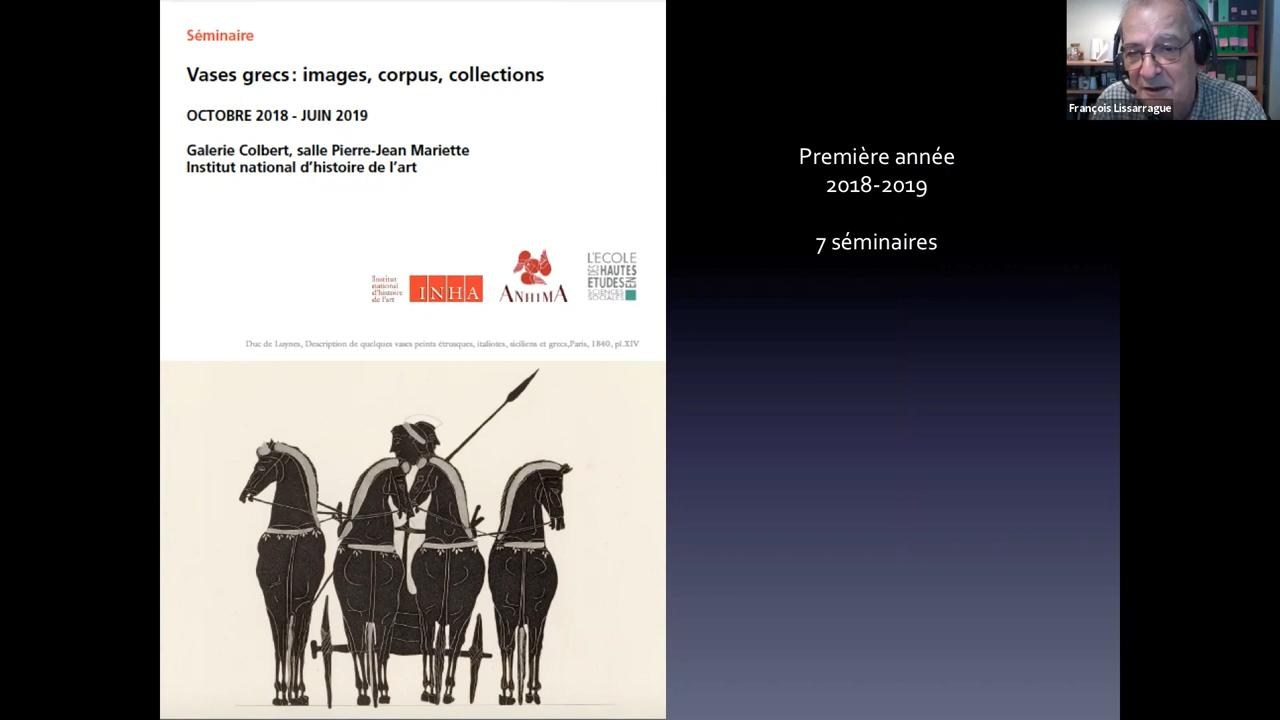 Séminaire
Vases grecs : images, corpus, collections
OCTOBRE 2018 - JUIN 2019
Galerie Colbert, salle Pierre-Jean Mariette
Institut national d'histoire de l'art
Institut
national
d'histoire
de l'art
INHA
ANHIMA
L'ECOLE
DES HAUTES
ETUDES EN
SCIENCES
SOCIALES
Duc de Luynes, Description de quelques vases peints étrusques, italiotes, siciliens et grecs,Paris, 1840, pl.XIV
François Lissarrague
Première année
2018-2019
7 séminaires